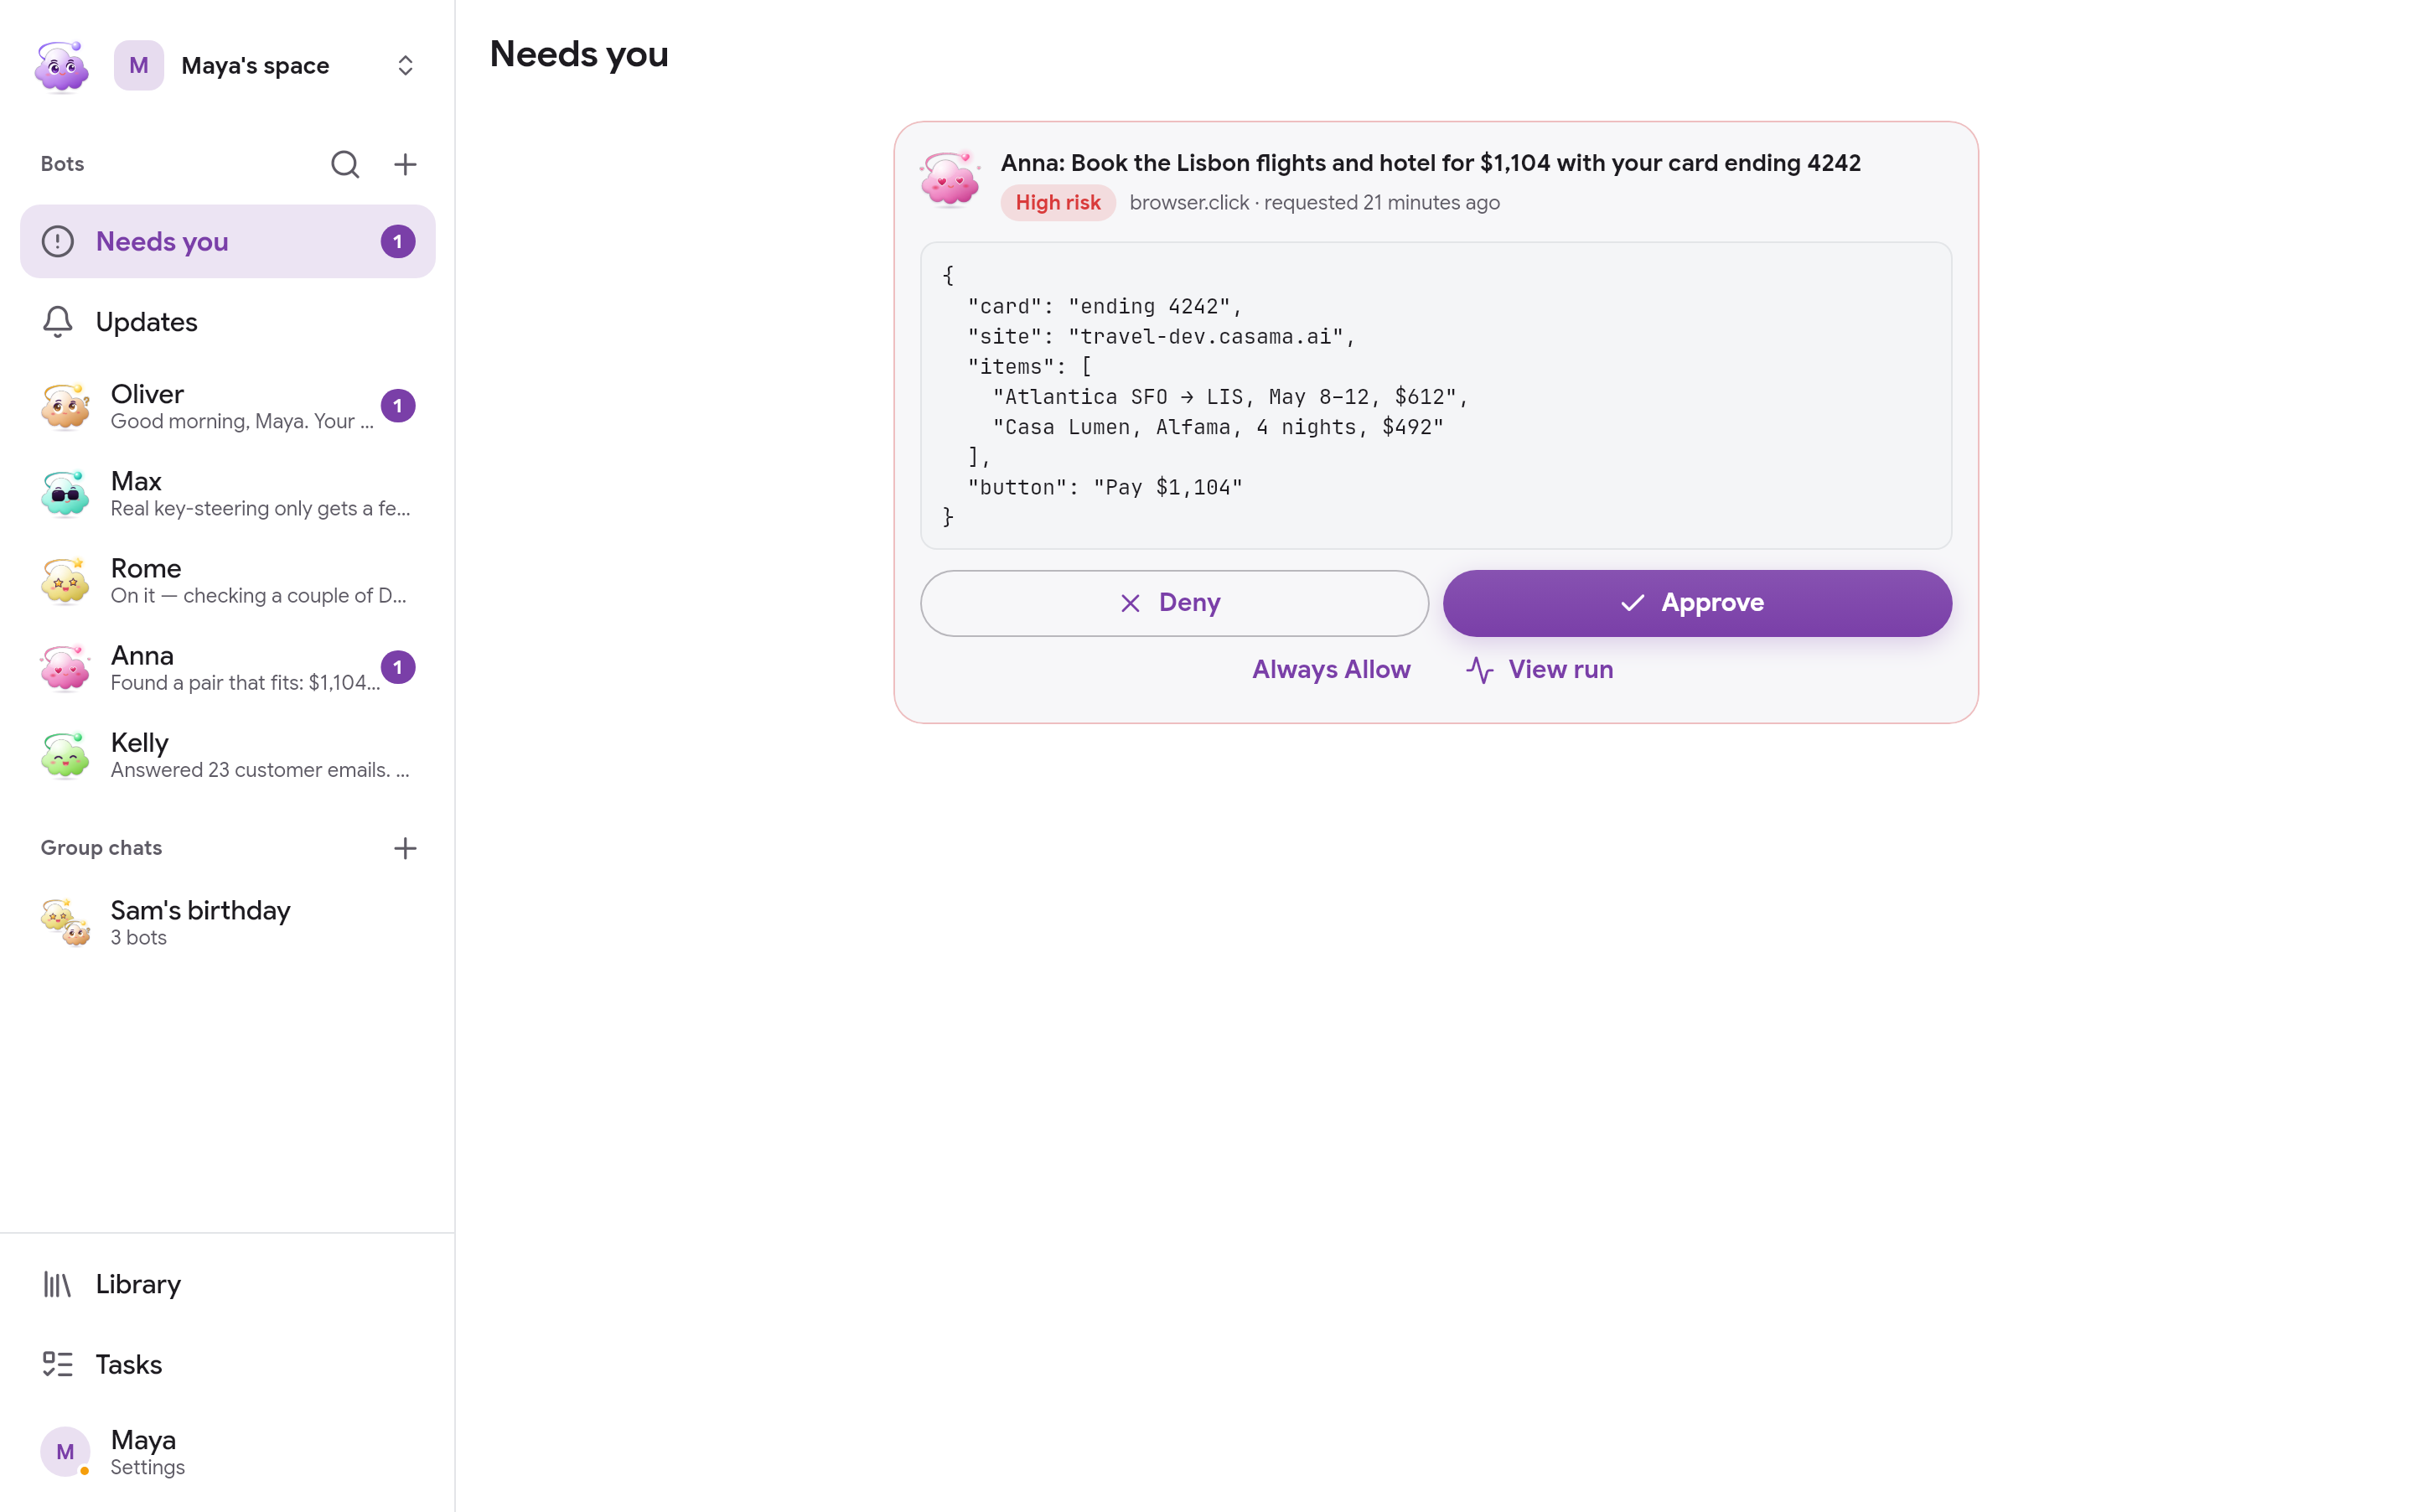 M
Maya's space
Bots
Needs you
1
Updates
Oliver
Good morning, Maya. Your ...
1
Max
Real key-steering only gets a fe...
Rome
On it — checking a couple of D...
Anna
Found a pair that fits: $1,104...
1
Kelly
Answered 23 customer emails. ...
Group chats
Sam's birthday
3 bots
Library
Tasks
M
Maya
Settings
Needs you
Anna: Book the Lisbon flights and hotel for $1,104 with your card ending 4242
High risk browser.click · requested 21 minutes ago
{
"card": "ending 4242",
"site": "travel-dev.casama.ai",
"items": [
"Atlantica SFO → LIS, May 8–12, $612",
"Casa Lumen, Alfama, 4 nights, $492"
],
"button": "Pay $1,104"
}
Deny
Approve
Always Allow
View run